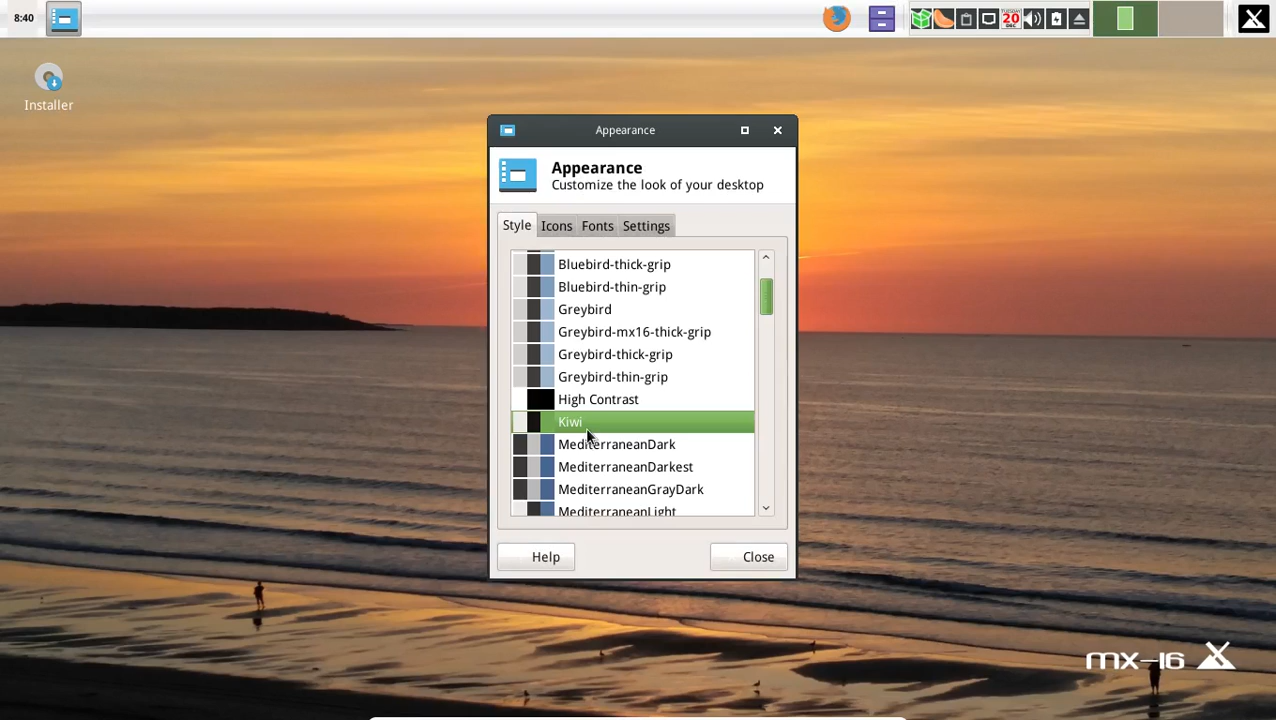 8:40
TUESDAY
20
DEC
Installer
Appearance
Appearance
Customize the look of your desktop
Style Icons Fonts Settings
Bluebird-thick-grip
Bluebird-thin-grip
Greybird
Greybird-mx16-thick-grip
Greybird-thick-grip
Greybird-thin-grip
High Contrast
Kiwi
MediterraneanDark
MediterraneanDarkest
MediterraneanGrayDark
MediterraneanLight
Help Close
mx-16